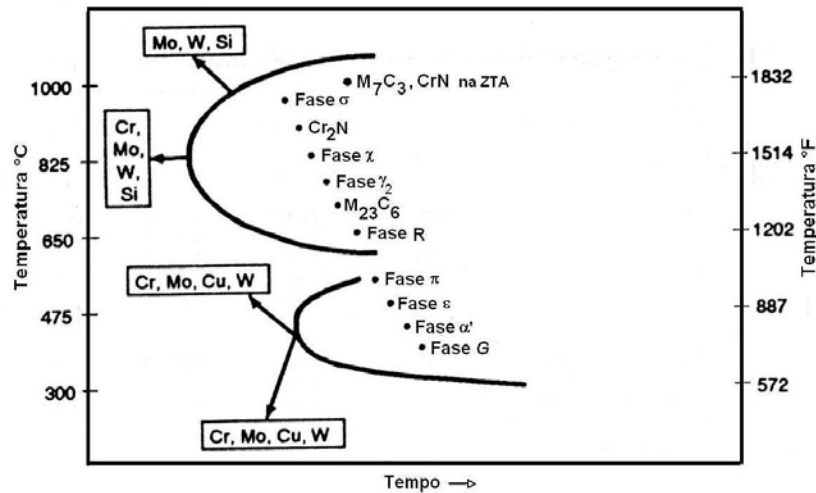 Mo, W, Si
M₇C₃, CrN na ZTA
Fase σ
Cr₂N
Fase χ
Fase γ₂
M₂₃C₆
Fase R
Cr,
Mo,
W,
Si
Cr, Mo, Cu, W
Fase π
Fase ε
Fase α'
Fase G
Cr, Mo, Cu, W
Temperatura °C
1000
825
650
475
300
Temperatura °F
1832
1514
1202
887
572
Tempo →